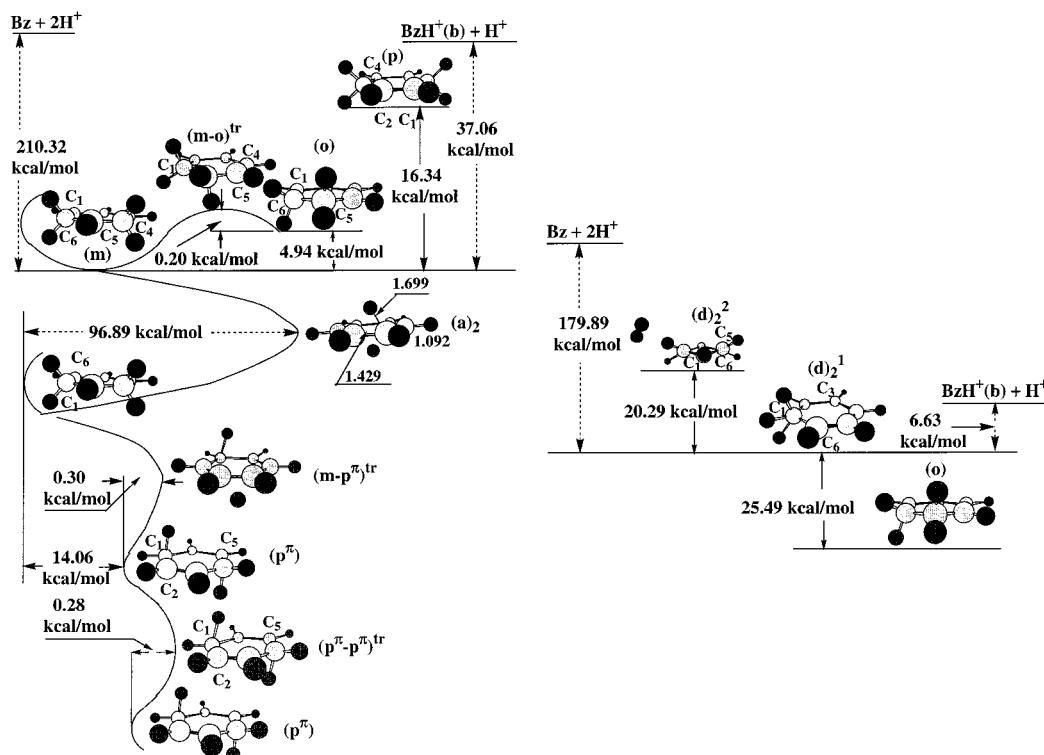 Bz + 2H+
BzH+(b) + H+
C4 (p)
C2 C1
210.32
kcal/mol
(m-o)tr
C1
C4
C5
(o)
C1
C6
C5
37.06
kcal/mol
16.34
kcal/mol
C1
C6
C5
C4
(m)
0.20 kcal/mol
4.94 kcal/mol
1.699
96.89 kcal/mol
(a)2
1.092
1.429
C6
C1
0.30
kcal/mol
(m-pπ)tr
14.06
kcal/mol
C1
C5
C2
(pπ)
0.28
kcal/mol
C1
C5
C2
(pπ-pπ)tr
(pπ)
Bz + 2H+
179.89
kcal/mol
(d)2²
C5
C1
C6
20.29 kcal/mol
(d)2¹
C3
C1
C6
BzH+(b) + H+
6.63
kcal/mol
(o)
25.49 kcal/mol